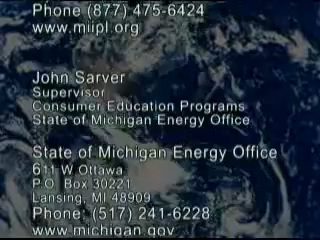 Phone (877) 475-6424
www.miipl.org
John Sarver
Supervisor
Consumer Education Programs
State of Michigan Energy Office
State of Michigan Energy Office
611 W Ottawa
P.O. Box 30221
Lansing, MI 48909
Phone: (517) 241-6228
www.michigan.gov